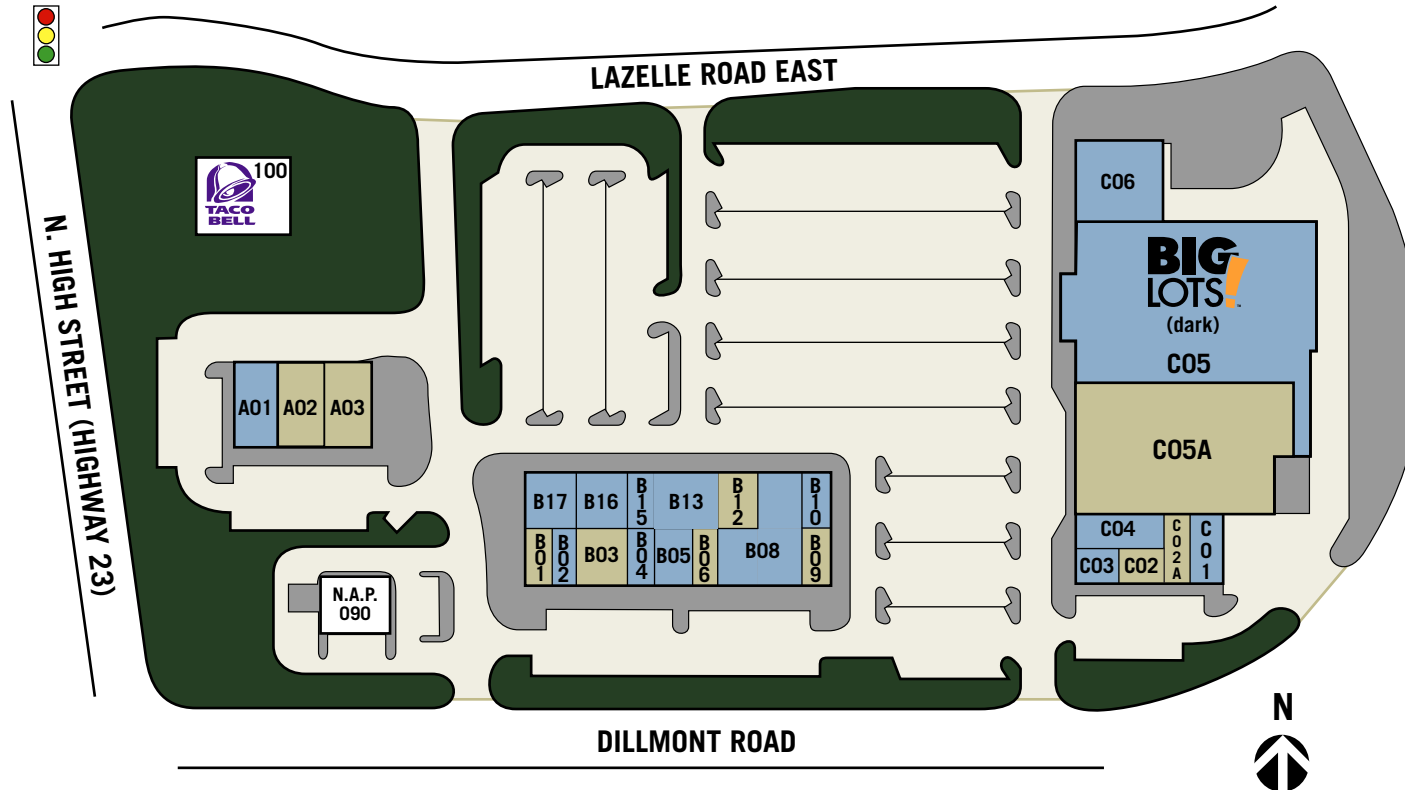 LAZELLE ROAD EAST
100
TACO
BELL
C06
BIG
LOTS!
(dark)
C05
N. HIGH STREET (HIGHWAY 23)
A01
A02
A03
C05A
B17
B16
B15
B13
B12
B10
B01
B02
B03
B04
B05
B06
B08
B09
C04
C02A
C01
C03
C02
N.A.P.
090
N
DILLMONT ROAD